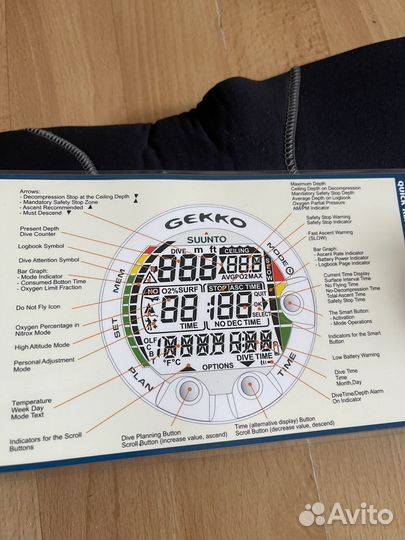 Arrows:
- Decompression Stop at the Ceiling Depth ▼
- Mandatory Safety Stop Zone ▲
- Ascent Recommended ▲
- Must Descend ▼
Present Depth
Dive Counter
Logbook Symbol
Dive Attention Symbol
Bar Graph:
- Mode Indicator
- Consumed Botton Time
- Oxygen Limit Fraction
Do Not Fly Icon
Oxygen Percentage in
Nitrox Mode
High Altitude Mode
Personal Adjustment
Mode
Temperature
Week Day
Mode Text
Indicators for the Scroll
Buttons
GEKKO
SUUNTO
MEM
MODE
SET
PLAN
TIME
DIVE m ft CEILING
AVGPO2MAX
SLOW
NO O2%SURF STOP ASC TIME
QUIT
OK
SELECT
TIME NO DEC TIME
OLF
C
B
°F°C DIVE TIME
OPTIONS
Dive Planning Button
Scroll Button (increase value, ascend)
Time (alternative display) Button
Scroll Button (decrease value, descend)
Maximum Depth
Ceiling Depth on Decompression
Mandatory Safety Stop Depth
Average Depth on Logbook
Oxygen Partial Pressure
AM/PM Indicator
Safety Stop Warning
Safety Stop Indicator
Fast Ascent Warning
(SLOW)
Bar Graph:
- Ascent Rate Indicator
- Battery Power Indicator
- Logbook Page Indicator
Current Time Display
Surface Interval Time
No Flying Time
No-Decompression Time
Total Ascent Time
Safety Stop Time
The Smart Button:
- Activation
- Mode Operations
Indicators for the Smart
Button
Low Battery Warning
Dive Time
Time
Month,Day
DiveTime/Depth Alarm
On Indicator
Avito